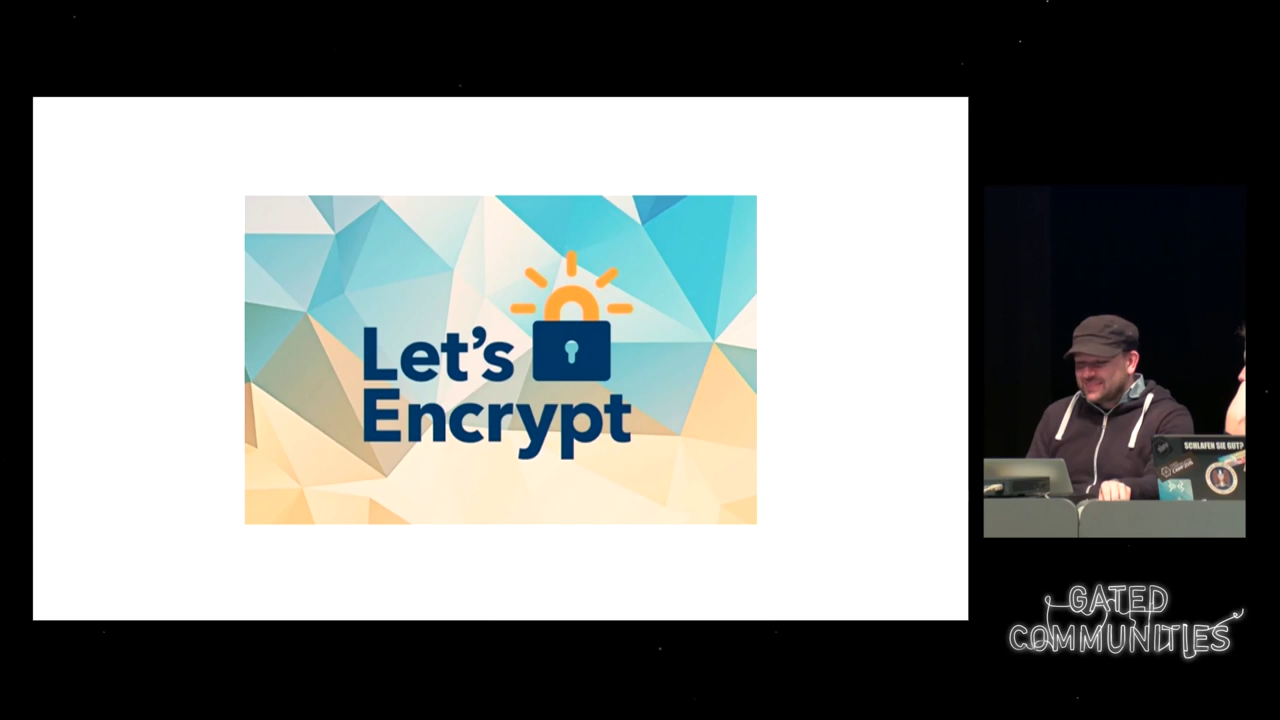 Let's
Encrypt
SCHLAFEN SIE GUT?
GATED
COMMUNITIES